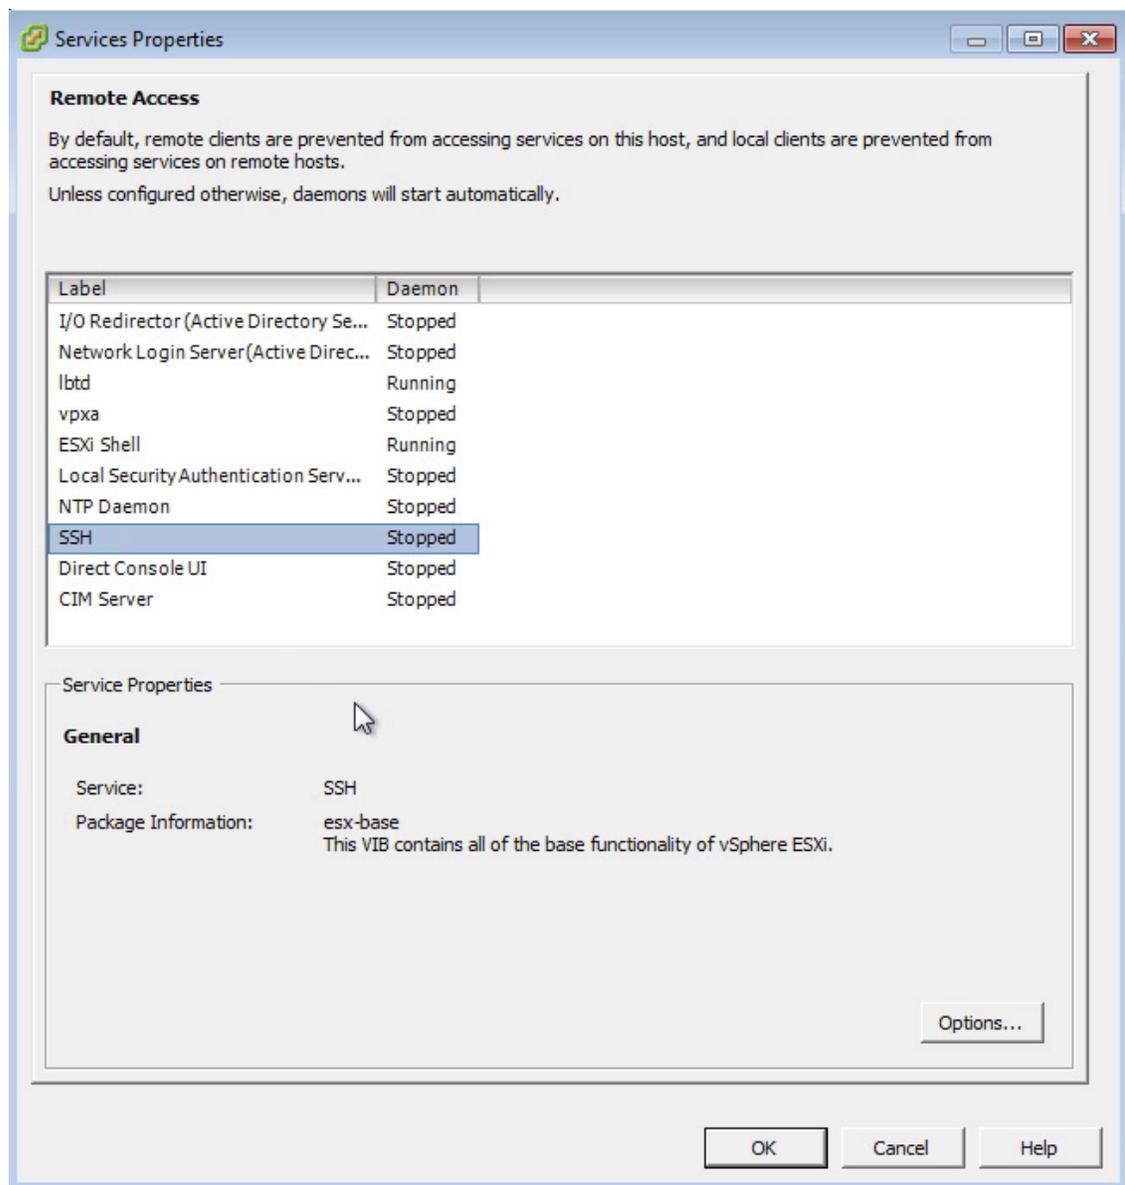 Services Properties
Remote Access
By default, remote clients are prevented from accessing services on this host, and local clients are prevented from
accessing services on remote hosts.
Unless configured otherwise, daemons will start automatically.
Label Daemon
I/O Redirector (Active Directory Se... Stopped
Network Login Server (Active Direc... Stopped
lbtd Running
vpxa Stopped
ESXi Shell Running
Local Security Authentication Serv... Stopped
NTP Daemon Stopped
SSH Stopped
Direct Console UI Stopped
CIM Server Stopped
Service Properties
General
Service: SSH
Package Information: esx-base
This VIB contains all of the base functionality of vSphere ESXi.
Options...
OK Cancel Help